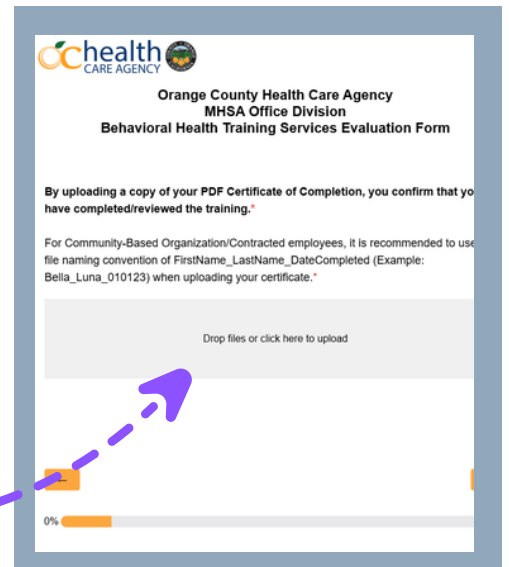 OChealth
CARE AGENCY
Orange County Health Care Agency
MHSA Office Division
Behavioral Health Training Services Evaluation Form
By uploading a copy of your PDF Certificate of Completion, you confirm that yo
have completed/reviewed the training.*
For Community-Based Organization/Contracted employees, it is recommended to use
file naming convention of FirstName_LastName_DateCompleted (Example:
Bella_Luna_010123) when uploading your certificate.*
Drop files or click here to upload
←
0%